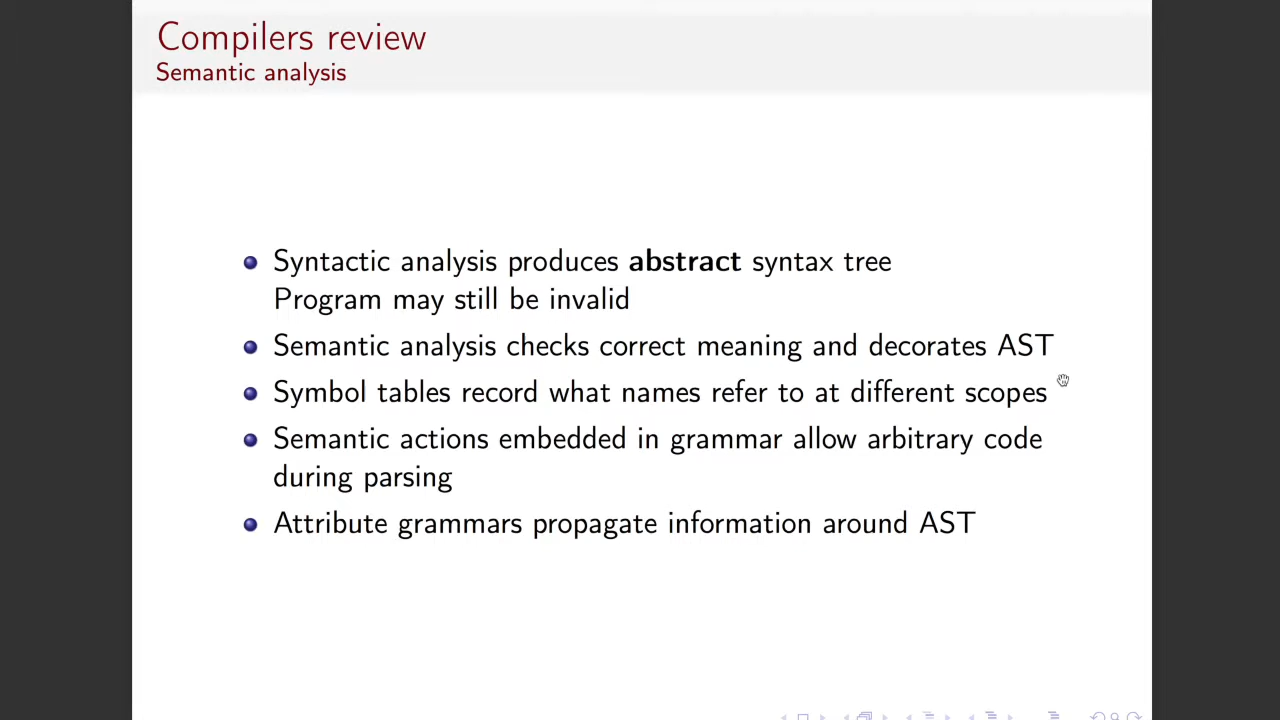 Compilers review
Semantic analysis
Syntactic analysis produces abstract syntax tree
Program may still be invalid
Semantic analysis checks correct meaning and decorates AST
Symbol tables record what names refer to at different scopes
Semantic actions embedded in grammar allow arbitrary code
during parsing
Attribute grammars propagate information around AST